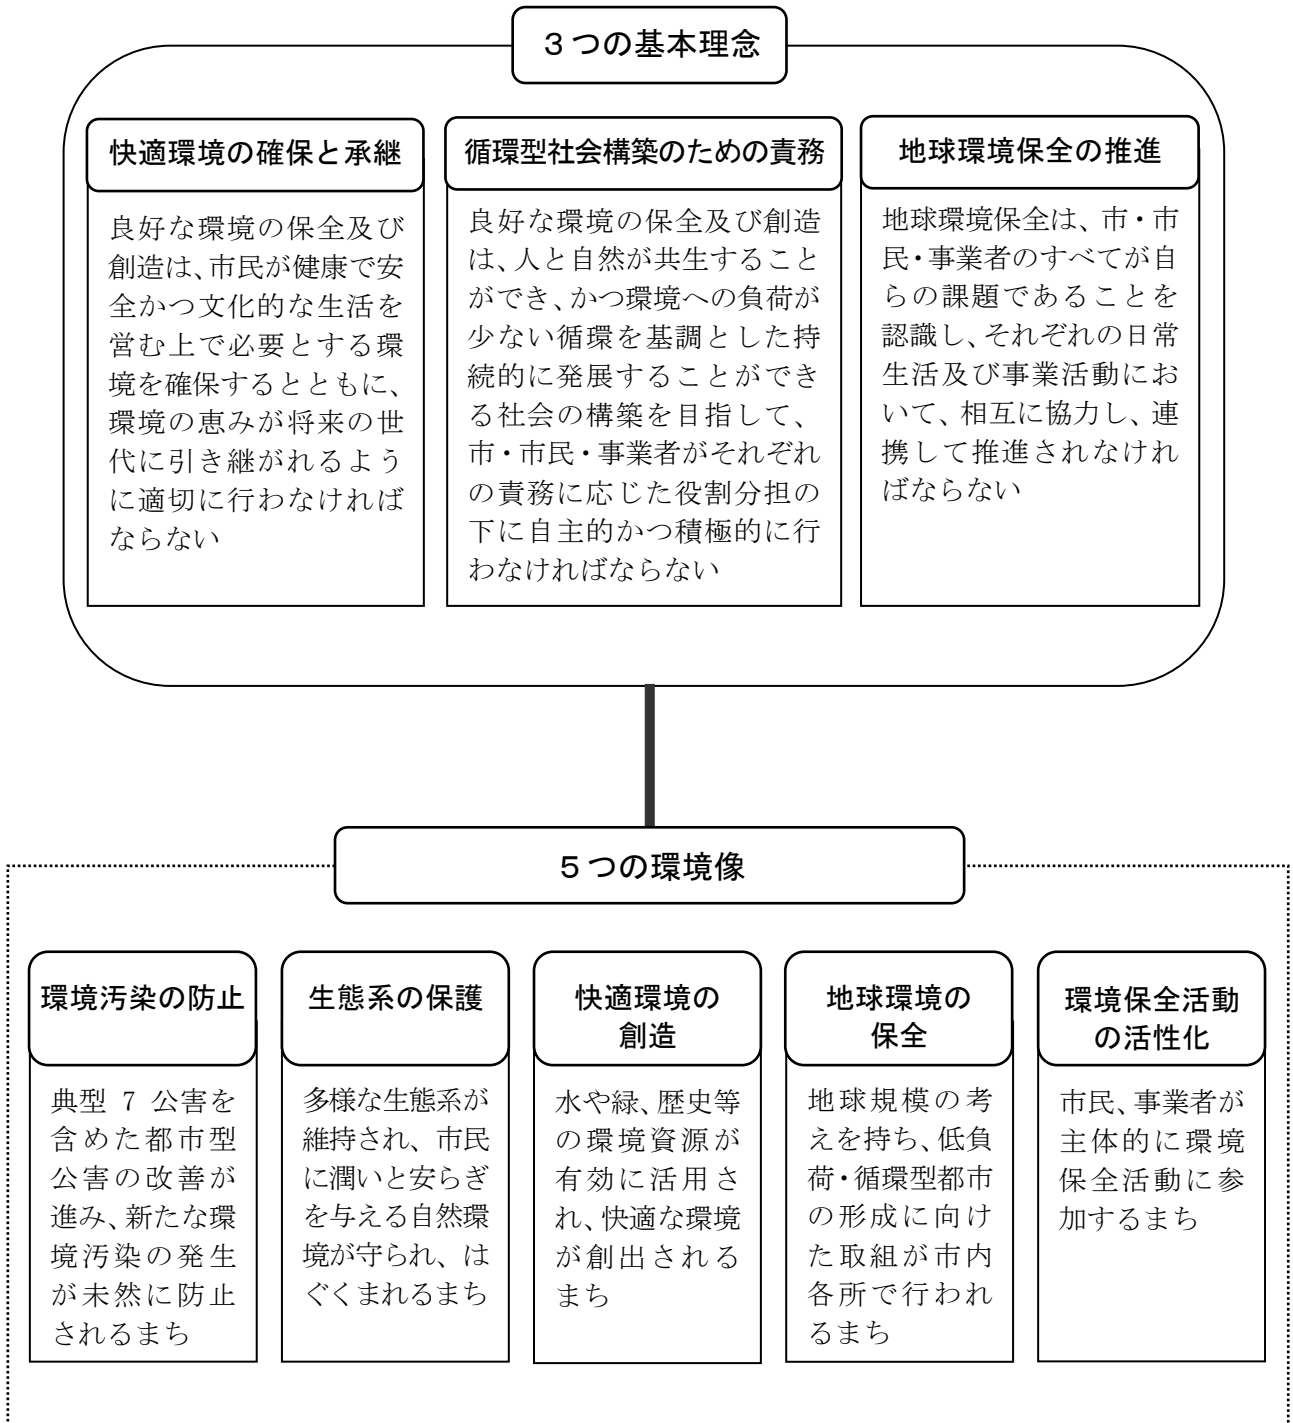 ３つの基本理念
快適環境の確保と承継
良好な環境の保全及び
創造は、市民が健康で安
全かつ文化的な生活を
営む上で必要とする環
境を確保するとともに、
環境の恵みが将来の世
代に引き継がれるよう
に適切に行わなければ
ならない
循環型社会構築のための責務
良好な環境の保全及び創造
は、人と自然が共生すること
ができ、かつ環境への負荷が
少ない循環を基調とした持
続的に発展することができ
る社会の構築を目指して、
市・市民・事業者がそれぞれ
の責務に応じた役割分担の
下に自主的かつ積極的に行
わなければならない
地球環境保全の推進
地球環境保全は、市・市
民・事業者のすべてが自
らの課題であることを
認識し、それぞれの日常
生活及び事業活動にお
いて、相互に協力し、連
携して推進されなけれ
ばならない
５つの環境像
環境汚染の防止
典型 7 公害を
含めた都市型
公害の改善が
進み、新たな環
境汚染の発生
が未然に防止
されるまち
生態系の保護
多様な生態系が
維持され、市民
に潤いと安らぎ
を与える自然環
境が守られ、は
ぐくまれるまち
快適環境の
創造
水や緑、歴史等
の環境資源が
有効に活用さ
れ、快適な環境
が創出される
まち
地球環境の
保全
地球規模の考
えを持ち、低負
荷・循環型都市
の形成に向け
た取組が市内
各所で行われ
るまち
環境保全活動
の活性化
市民、事業者が
主体的に環境
保全活動に参
加するまち